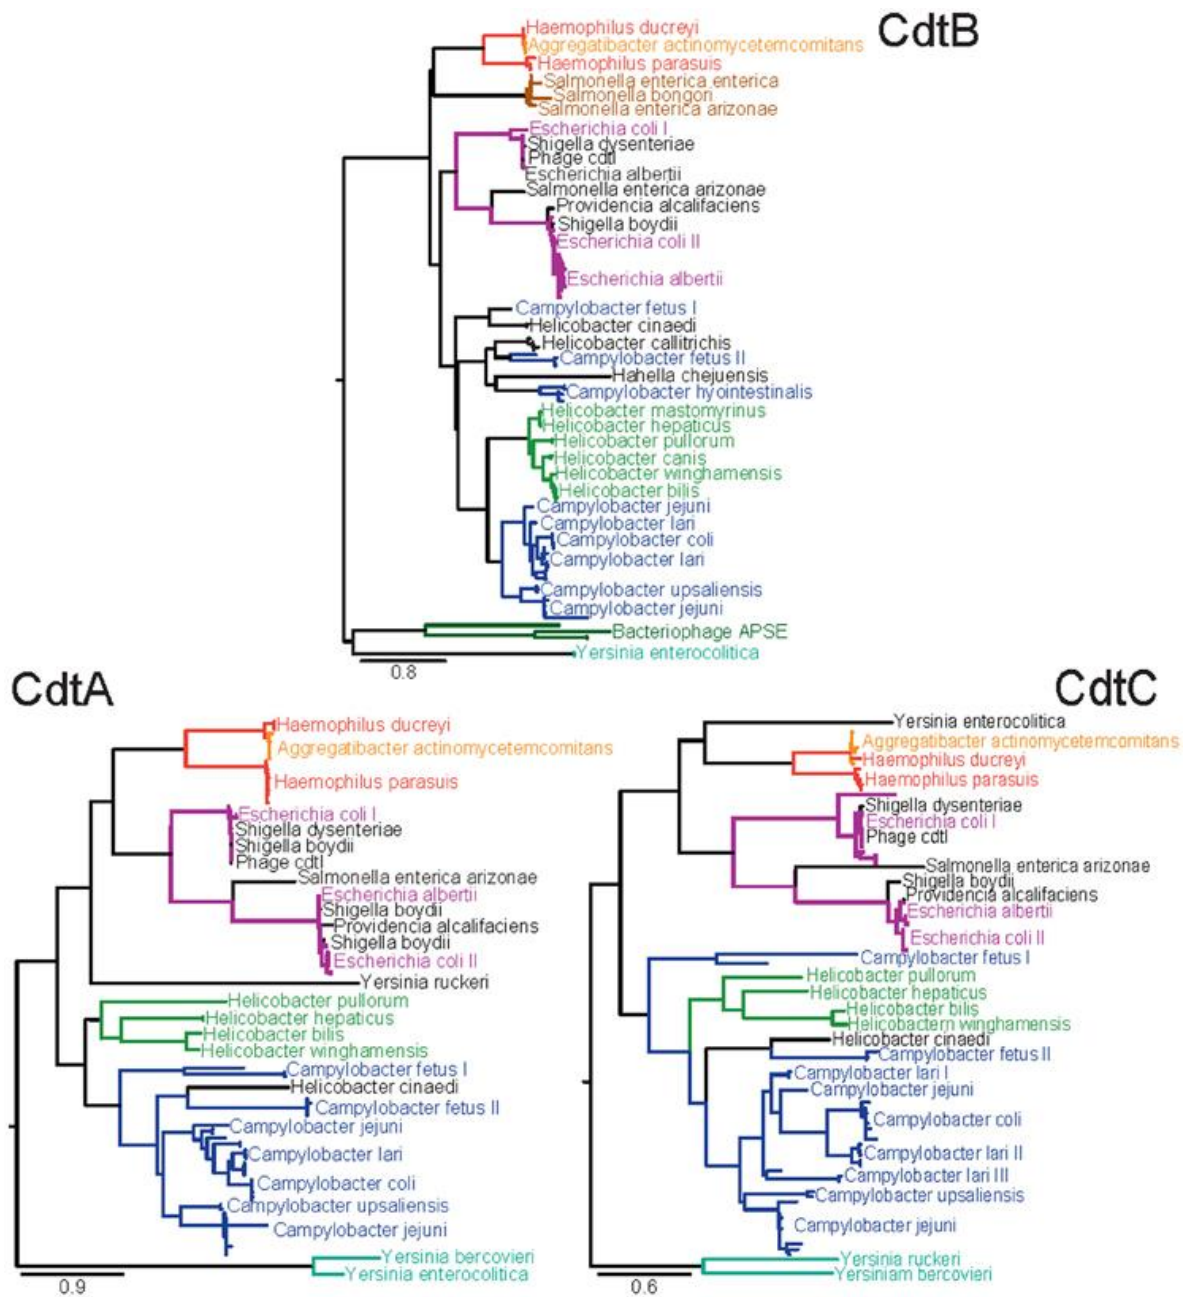 CdtB
Haemophilus ducreyi
Aggregatibacter actinomycetemcomitans
Haemophilus parasuis
Salmonella enterica enterica
Salmonella bongori
Salmonella enterica arizonae
Escherichia coli I
Shigella dysenteriae
Phage cdtI
Escherichia albertii
Salmonella enterica arizonae
Providencia alcalifaciens
Shigella boydii
Escherichia coli II
Escherichia albertii
Campylobacter fetus I
Helicobacter cinaedi
Helicobacter callitrichis
Campylobacter fetus II
Hahella chejuensis
Campylobacter hyointestinalis
Helicobacter mastomyrinus
Helicobacter hepaticus
Helicobacter pullorum
Helicobacter canis
Helicobacter winghamensis
Helicobacter bilis
Campylobacter jejuni
Campylobacter lari
Campylobacter coli
Campylobacter lari
Campylobacter upsaliensis
Campylobacter jejuni
Bacteriophage APSE
Yersinia enterocolitica
0.8
CdtA
Haemophilus ducreyi
Aggregatibacter actinomycetemcomitans
Haemophilus parasuis
Escherichia coli I
Shigella dysenteriae
Shigella boydii
Phage cdtI
Salmonella enterica arizonae
Escherichia albertii
Shigella boydii
Providencia alcalifaciens
Shigella boydii
Escherichia coli II
Yersinia ruckeri
Helicobacter pullorum
Helicobacter hepaticus
Helicobacter bilis
Helicobacter winghamensis
Campylobacter fetus I
Helicobacter cinaedi
Campylobacter fetus II
Campylobacter jejuni
Campylobacter lari
Campylobacter coli
Campylobacter upsaliensis
Campylobacter jejuni
Yersinia bercovieri
Yersinia enterocolitica
0.9
CdtC
Yersinia enterocolitica
Aggregatibacter actinomycetemcomitans
Haemophilus ducreyi
Haemophilus parasuis
Shigella dysenteriae
Escherichia coli I
Phage cdtI
Salmonella enterica arizonae
Shigella boydii
Providencia alcalifaciens
Escherichia albertii
Escherichia coli II
Campylobacter fetus I
Helicobacter pullorum
Helicobacter hepaticus
Helicobacter bilis
Helicobactern winghamensis
Helicobacter cinaedi
Campylobacter fetus II
Campylobacter lari I
Campylobacter jejuni
Campylobacter coli
Campylobacter lari II
Campylobacter lari III
Campylobacter upsaliensis
Campylobacter jejuni
Yersinia ruckeri
Yersiniam bercovieri
0.6